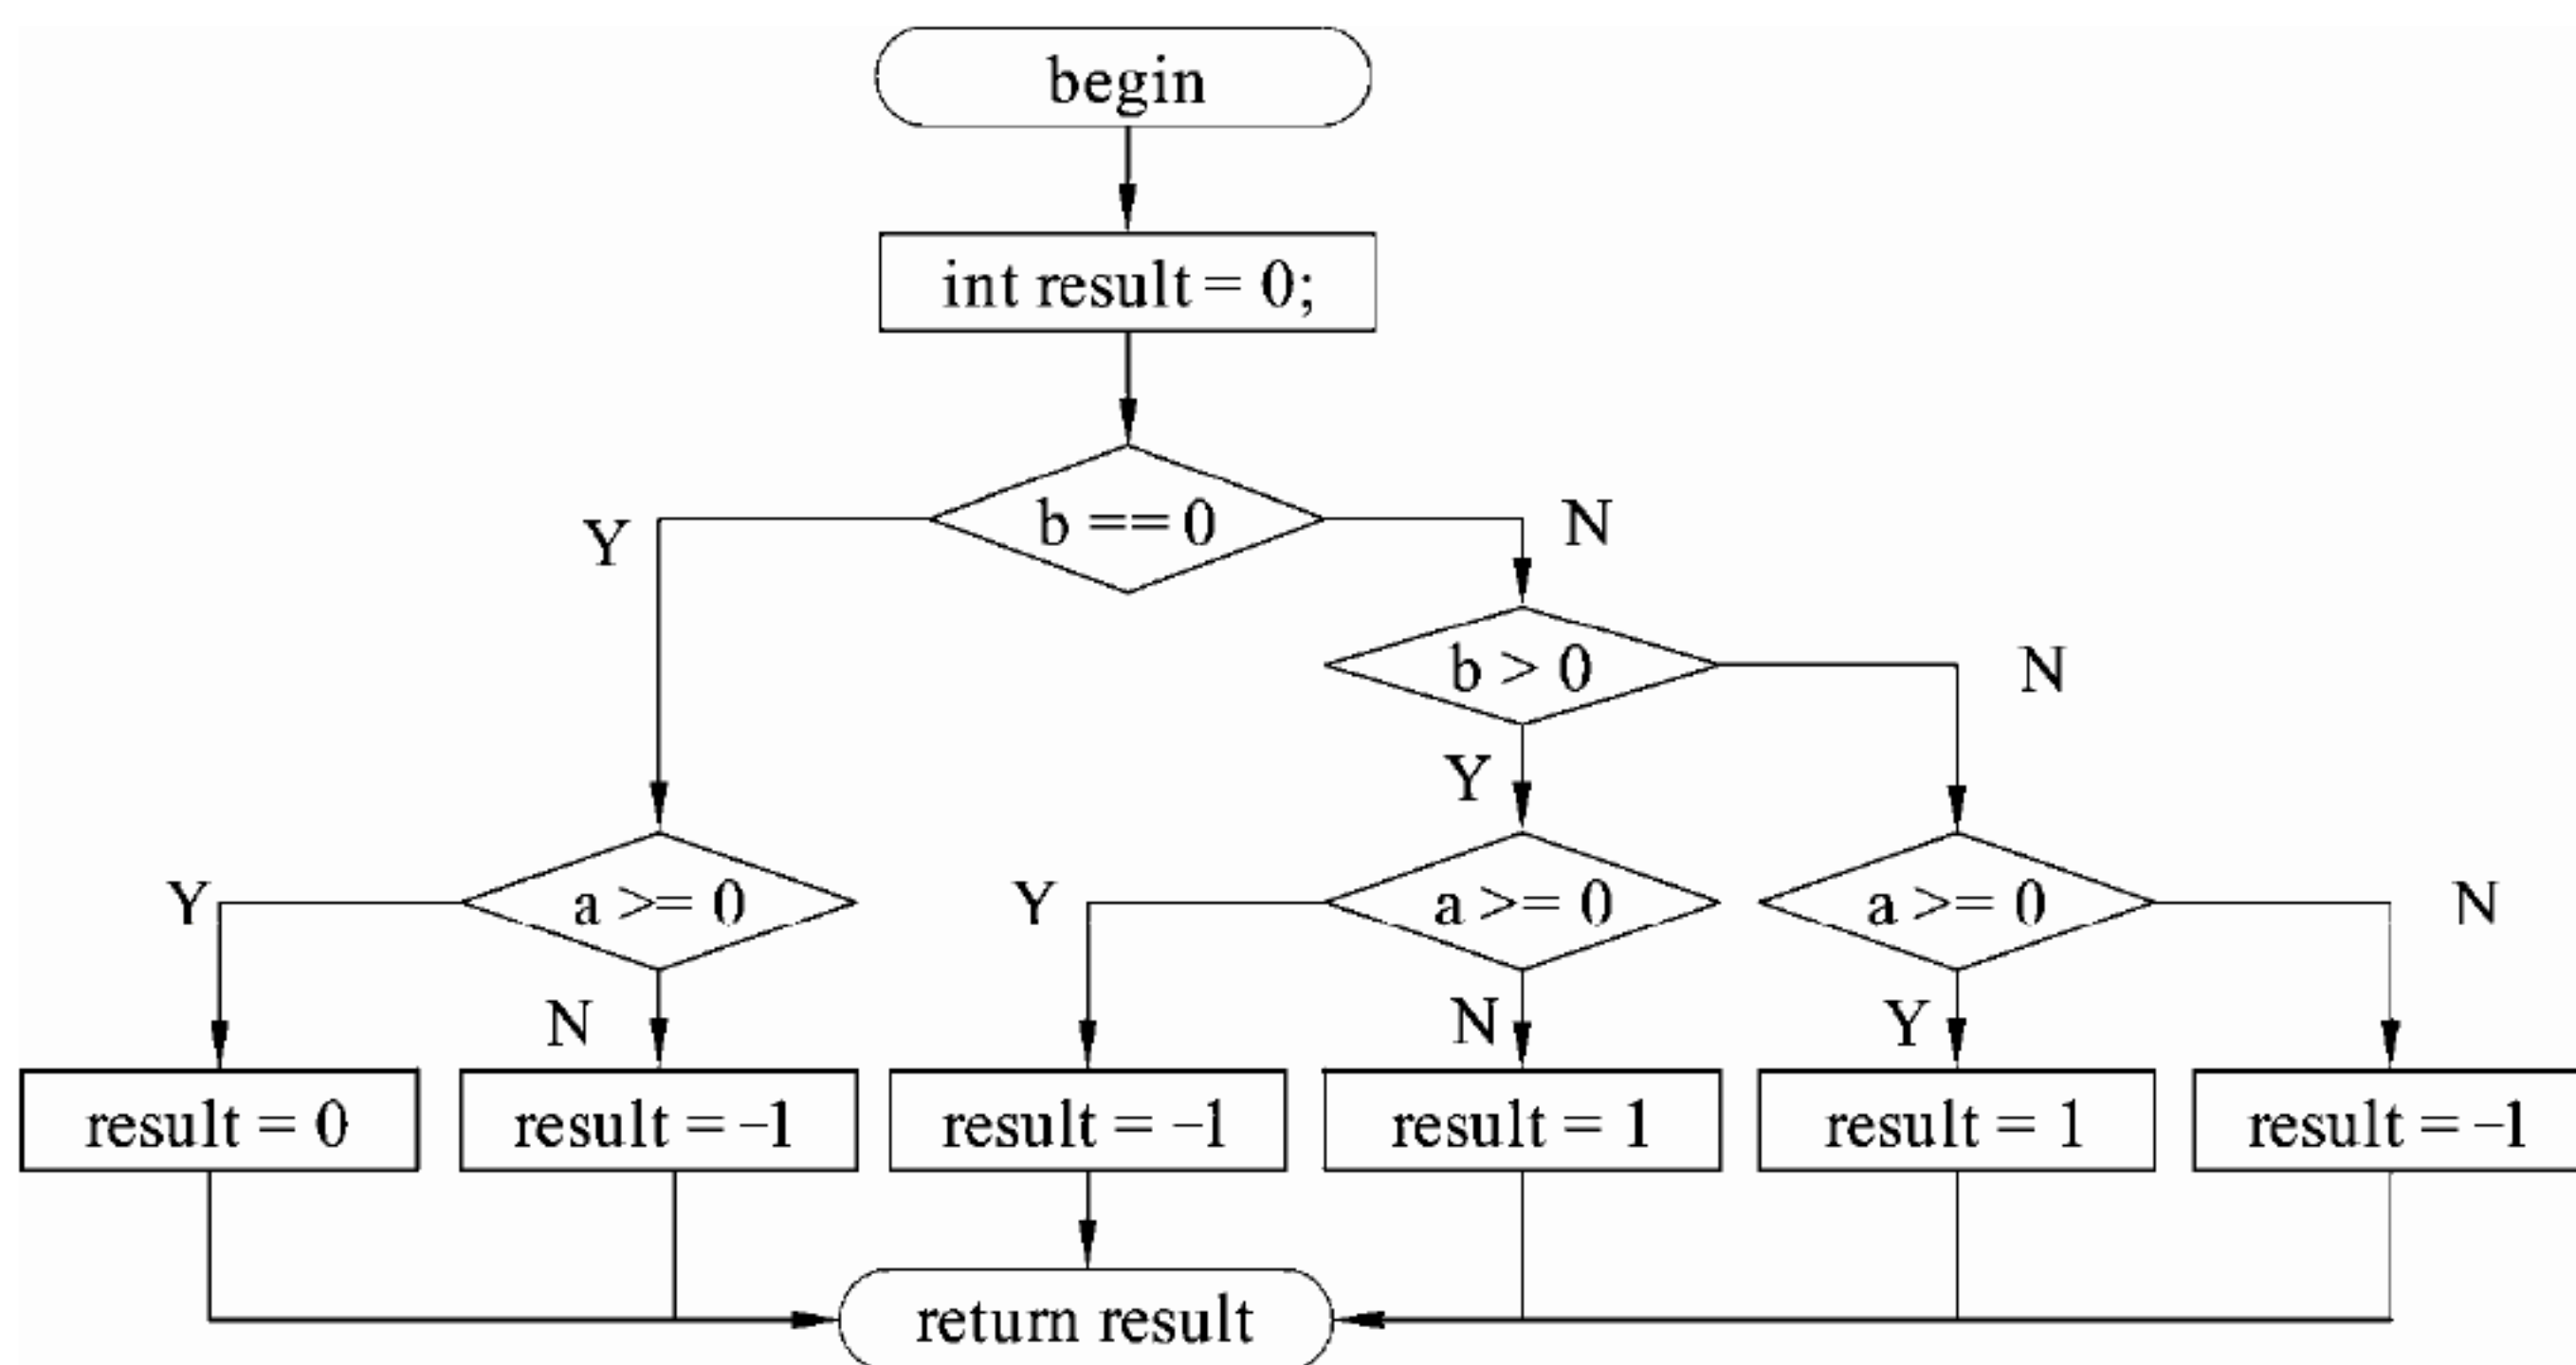 begin
int result = 0;
b == 0
Y
N
b > 0
N
Y
a >= 0
Y
N
a >= 0
Y
N
a >= 0
Y
N
result = 0
result = –1
result = –1
result = 1
result = 1
result = –1
return result